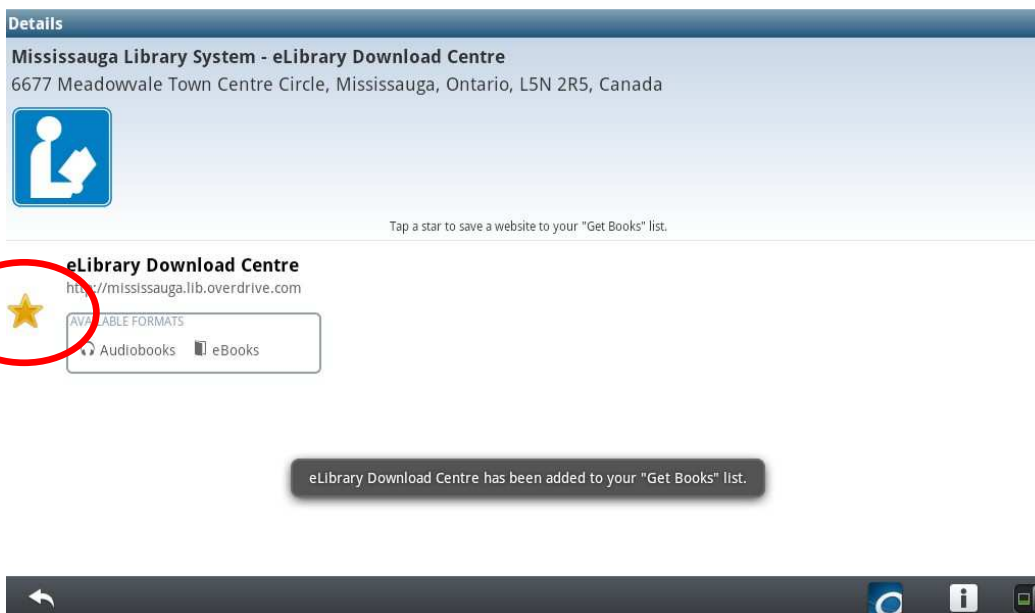 Details
Mississauga Library System - eLibrary Download Centre
6677 Meadowvale Town Centre Circle, Mississauga, Ontario, L5N 2R5, Canada
Tap a star to save a website to your "Get Books" list.
eLibrary Download Centre
http://mississauga.lib.overdrive.com
AVAILABLE FORMATS
Audiobooks eBooks
eLibrary Download Centre has been added to your "Get Books" list.